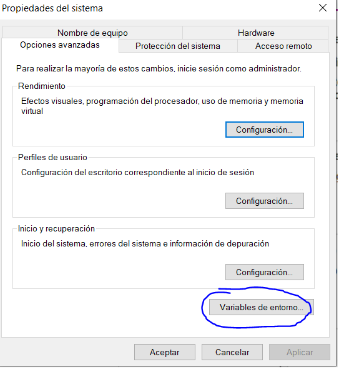 Propiedades del sistema
Nombre de equipo
Hardware
Opciones avanzadas
Protección del sistema
Acceso remoto
Para realizar la mayoría de estos cambios, inicie sesión como administrador.
Rendimiento
Efectos visuales, programación del procesador, uso de memoria y memoria
virtual
Configuración...
Perfiles de usuario
Configuración del escritorio correspondiente al inicio de sesión
Configuración...
Inicio y recuperación
Inicio del sistema, errores del sistema e información de depuración
Configuración...
Variables de entorno...
Aceptar
Cancelar
Aplicar